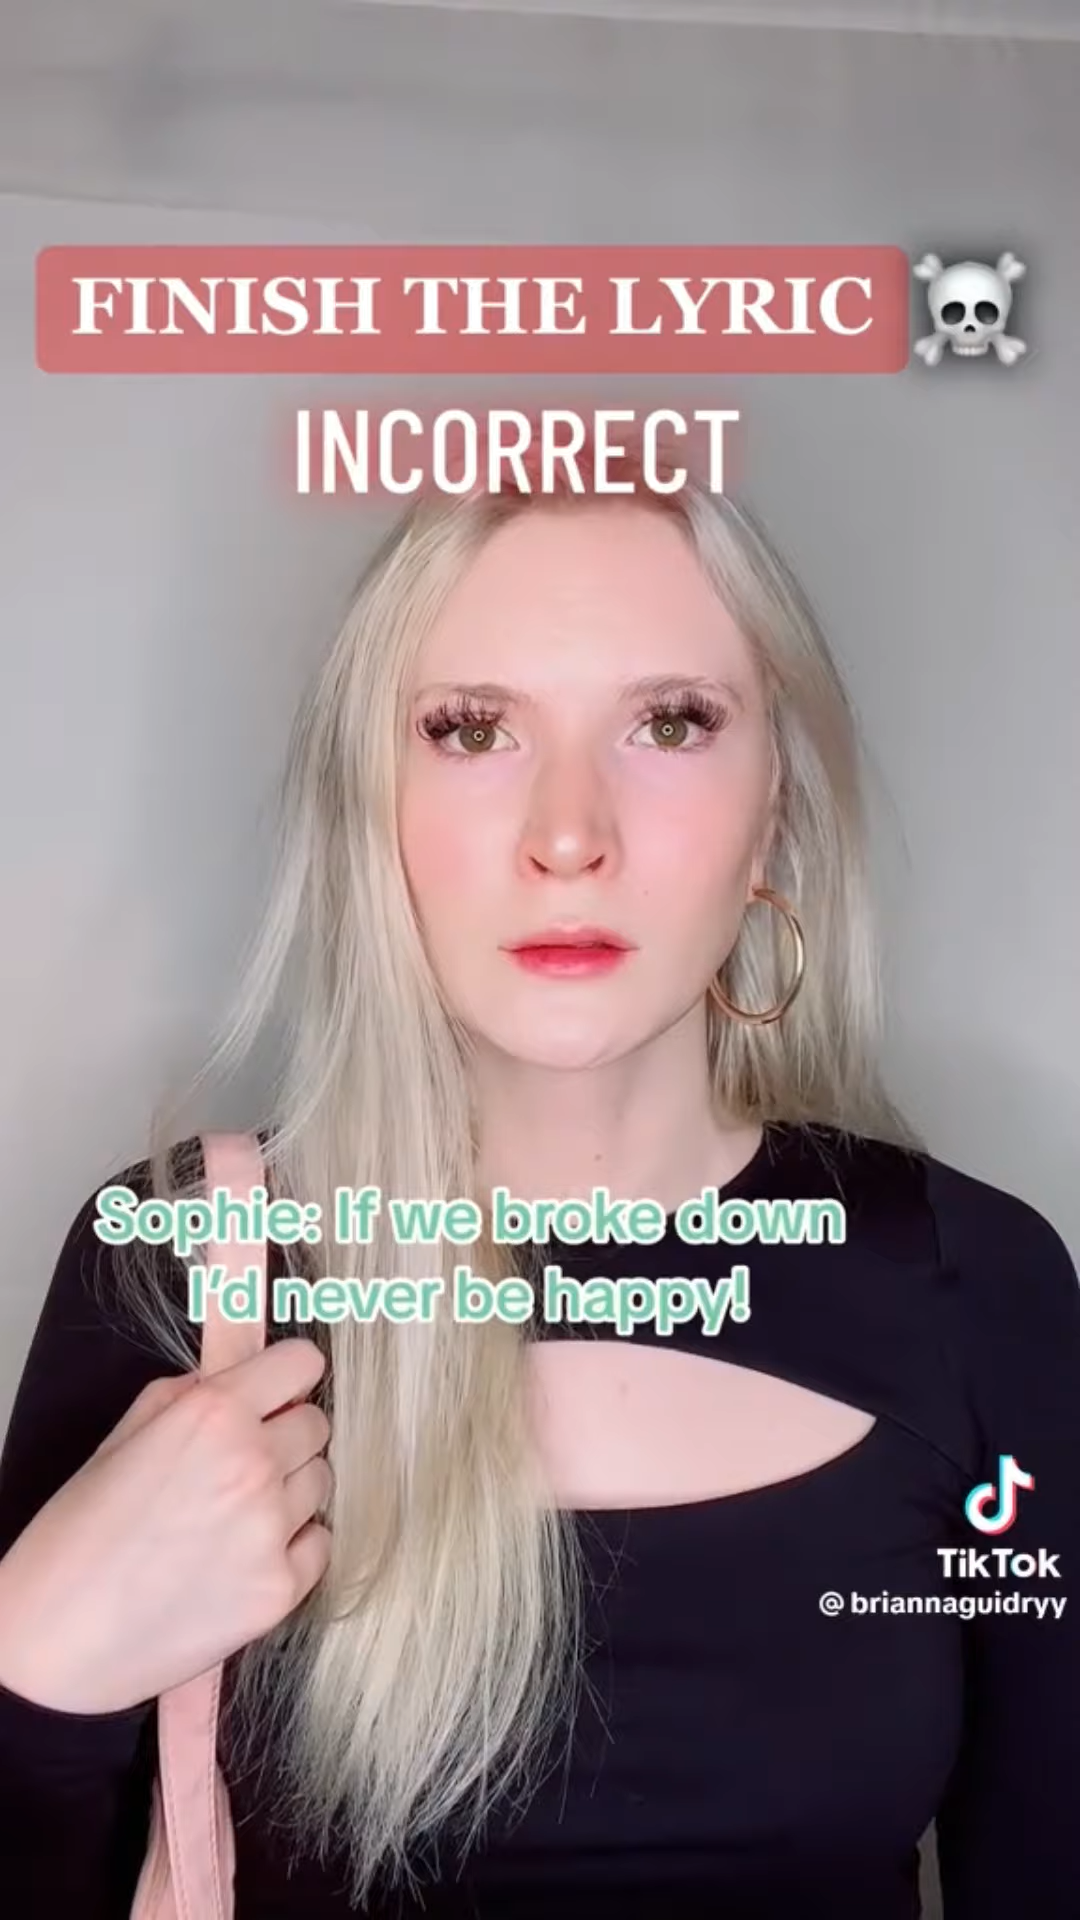 FINISH THE LYRIC☠️
INCORRECT
Sophie: If we broke down
I'd never be happy!
TikTok
@briannaguidryy